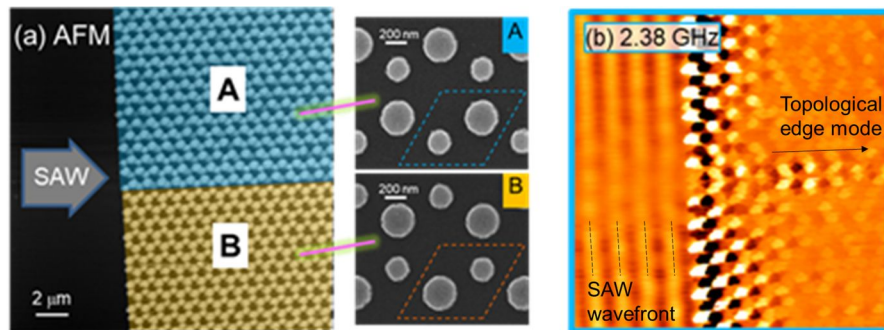 (a) AFM
A
B
SAW
2 μm
200 nm
A
200 nm
B
(b) 2.38 GHz
Topological
edge mode
SAW
wavefront